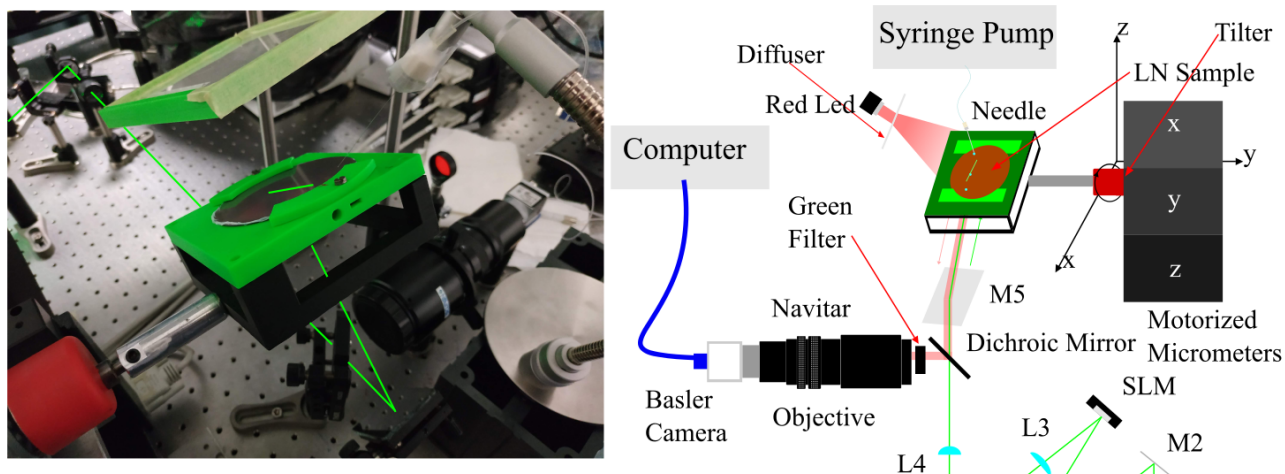 Syringe Pump
z
Tilter
Diffuser
LN Sample
Red Led
Needle
x
Computer
y
Green
Filter
y
x
z
M5
Navitar
Motorized
Micrometers
Dichroic Mirror
SLM
Basler
Camera
Objective
L3
M2
L4